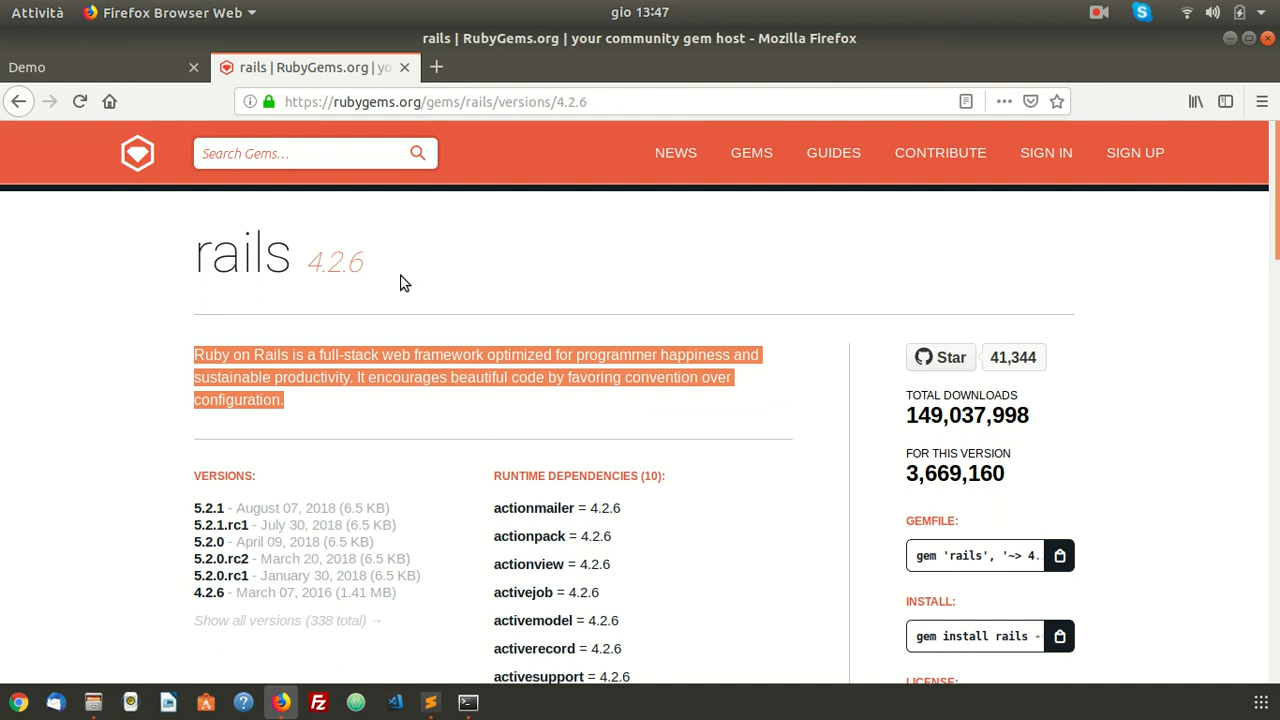 Attività
Firefox Browser Web
gio 13:47
rails | RubyGems.org | your community gem host - Mozilla Firefox
Demo
rails | RubyGems.org | yo
https://rubygems.org/gems/rails/versions/4.2.6
Search Gems…
NEWS
GEMS
GUIDES
CONTRIBUTE
SIGN IN
SIGN UP
rails 4.2.6
Ruby on Rails is a full-stack web framework optimized for programmer happiness and
sustainable productivity. It encourages beautiful code by favoring convention over
configuration.
Star
41,344
TOTAL DOWNLOADS
149,037,998
FOR THIS VERSION
3,669,160
VERSIONS:
5.2.1 - August 07, 2018 (6.5 KB)
5.2.1.rc1 - July 30, 2018 (6.5 KB)
5.2.0 - April 09, 2018 (6.5 KB)
5.2.0.rc2 - March 20, 2018 (6.5 KB)
5.2.0.rc1 - January 30, 2018 (6.5 KB)
4.2.6 - March 07, 2016 (1.41 MB)
Show all versions (338 total) →
RUNTIME DEPENDENCIES (10):
actionmailer = 4.2.6
actionpack = 4.2.6
actionview = 4.2.6
activejob = 4.2.6
activemodel = 4.2.6
activerecord = 4.2.6
activesupport = 4.2.6
GEMFILE:
gem 'rails', '~> 4.
INSTALL:
gem install rails -
LICENSE: